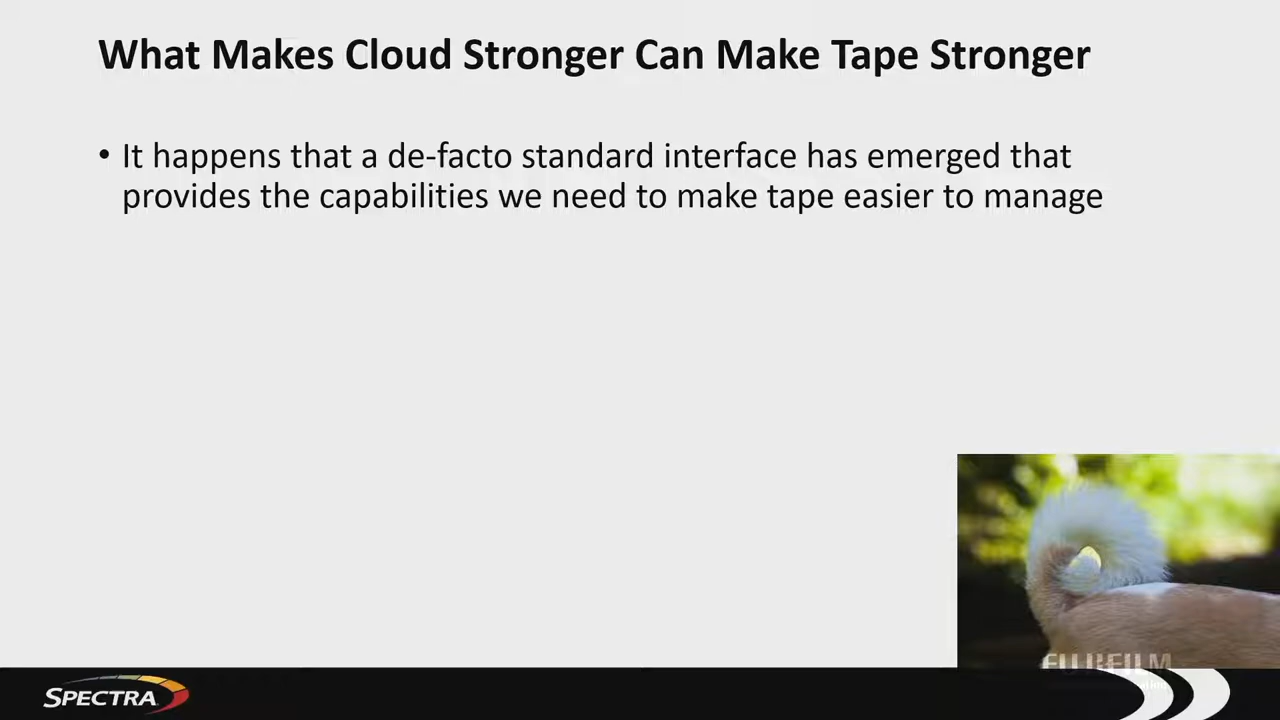 What Makes Cloud Stronger Can Make Tape Stronger
• It happens that a de-facto standard interface has emerged that
provides the capabilities we need to make tape easier to manage
FUJIFILM
SPECTRA